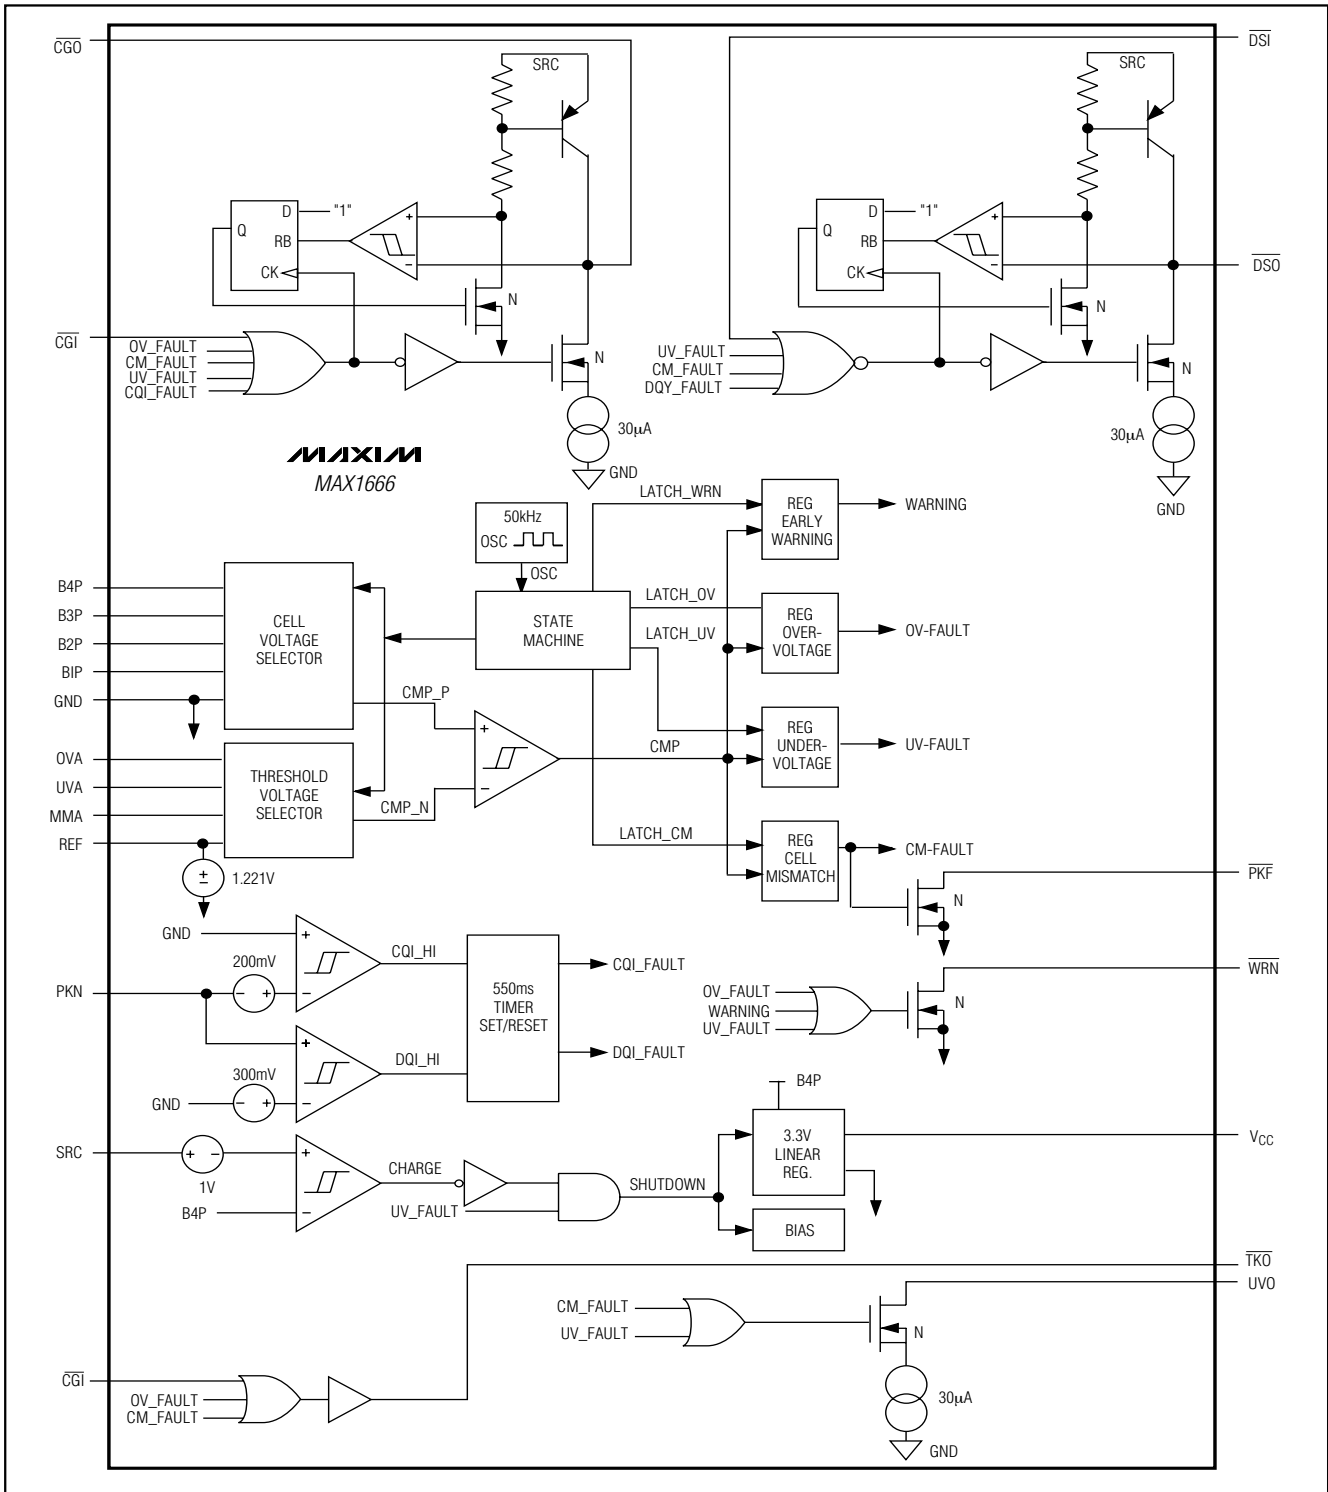 CGO
DSI
SRC
SRC
D
"1"
Q
RB
CK
+
−
N
D
"1"
Q
RB
CK
+
−
DSO
N
CGI
OV_FAULT
CM_FAULT
UV_FAULT
CQI_FAULT
N
UV_FAULT
CM_FAULT
DQY_FAULT
N
30µA
GND
30µA
GND
MAXIM
MAX1666
50kHz
OSC
OSC
LATCH_WRN
REG
EARLY
WARNING
WARNING
B4P
B3P
B2P
BIP
GND
CELL
VOLTAGE
SELECTOR
STATE
MACHINE
LATCH_OV
LATCH_UV
REG
OVER-
VOLTAGE
OV-FAULT
CMP_P
+
−
CMP
REG
UNDER-
VOLTAGE
UV-FAULT
OVA
UVA
MMA
REF
THRESHOLD
VOLTAGE
SELECTOR
CMP_N
LATCH_CM
REG
CELL
MISMATCH
CM-FAULT
PKF
N
±
1.221V
GND
+
−
200mV
− +
CQI_HI
PKN
550ms
TIMER
SET/RESET
CQI_FAULT
DQI_FAULT
OV_FAULT
WARNING
UV_FAULT
N
WRN
+
−
DQI_HI
300mV
− +
GND
B4P
3.3V
LINEAR
REG.
VCC
SRC
+ −
1V
B4P
+
−
CHARGE
UV_FAULT
SHUTDOWN
BIAS
TKO
UVO
CM_FAULT
UV_FAULT
N
30µA
GND
CGI
OV_FAULT
CM_FAULT